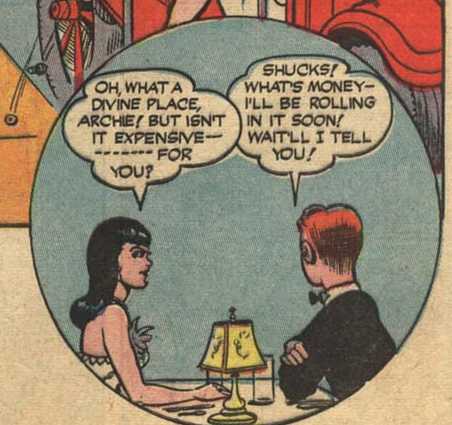 OH, WHAT A
DIVINE PLACE,
ARCHIE! BUT ISN'T
IT EXPENSIVE--
------- FOR
YOU?
SHUCKS!
WHAT'S MONEY-
I'LL BE ROLLING
IN IT SOON!
WAIT'LL I TELL
YOU!